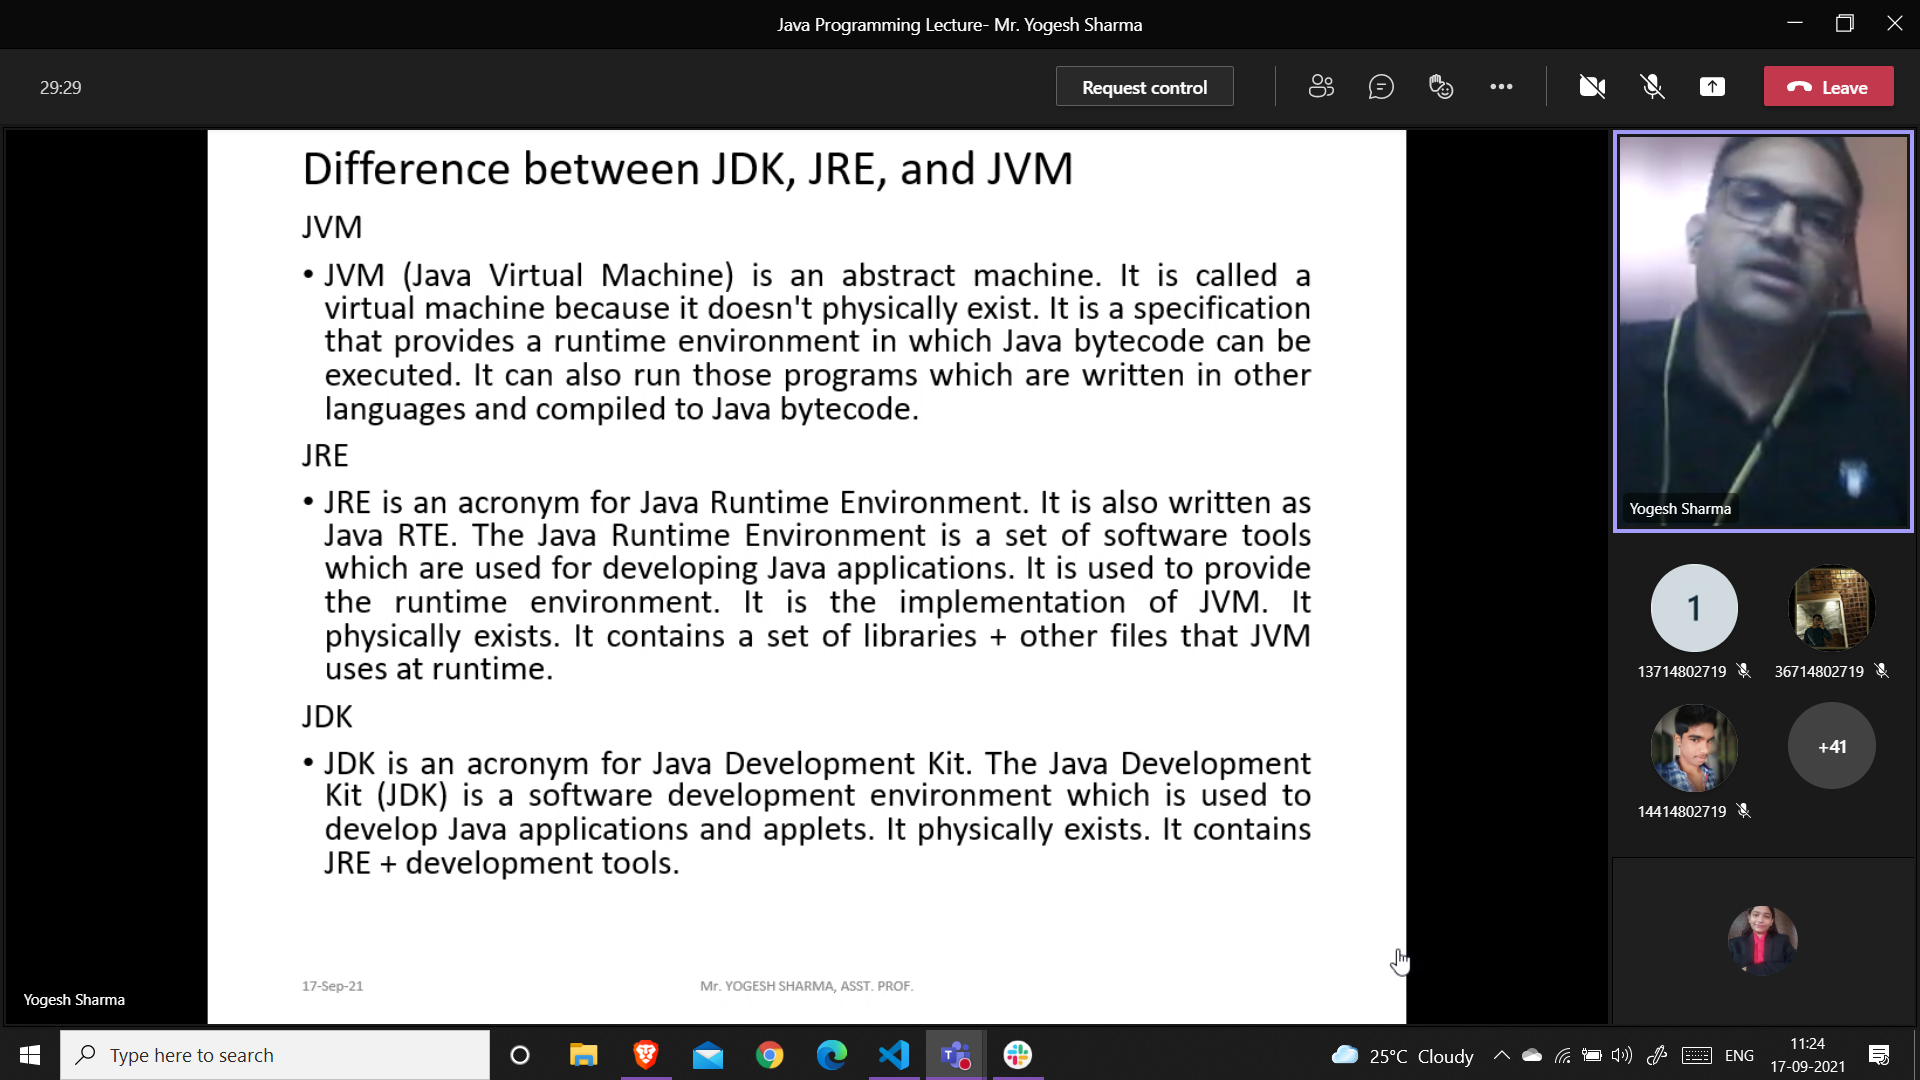 Java Programming Lecture- Mr. Yogesh Sharma
29:29
Request control
Leave
Difference between JDK, JRE, and JVM
JVM
• JVM (Java Virtual Machine) is an abstract machine. It is called a
virtual machine because it doesn't physically exist. It is a specification
that provides a runtime environment in which Java bytecode can be
executed. It can also run those programs which are written in other
languages and compiled to Java bytecode.
JRE
• JRE is an acronym for Java Runtime Environment. It is also written as
Java RTE. The Java Runtime Environment is a set of software tools
which are used for developing Java applications. It is used to provide
the runtime environment. It is the implementation of JVM. It
physically exists. It contains a set of libraries + other files that JVM
uses at runtime.
JDK
• JDK is an acronym for Java Development Kit. The Java Development
Kit (JDK) is a software development environment which is used to
develop Java applications and applets. It physically exists. It contains
JRE + development tools.
17-Sep-21
Mr. YOGESH SHARMA, ASST. PROF.
Yogesh Sharma
Yogesh Sharma
1
13714802719
36714802719
14414802719
+41
Type here to search
25°C Cloudy
ENG
11:24
17-09-2021